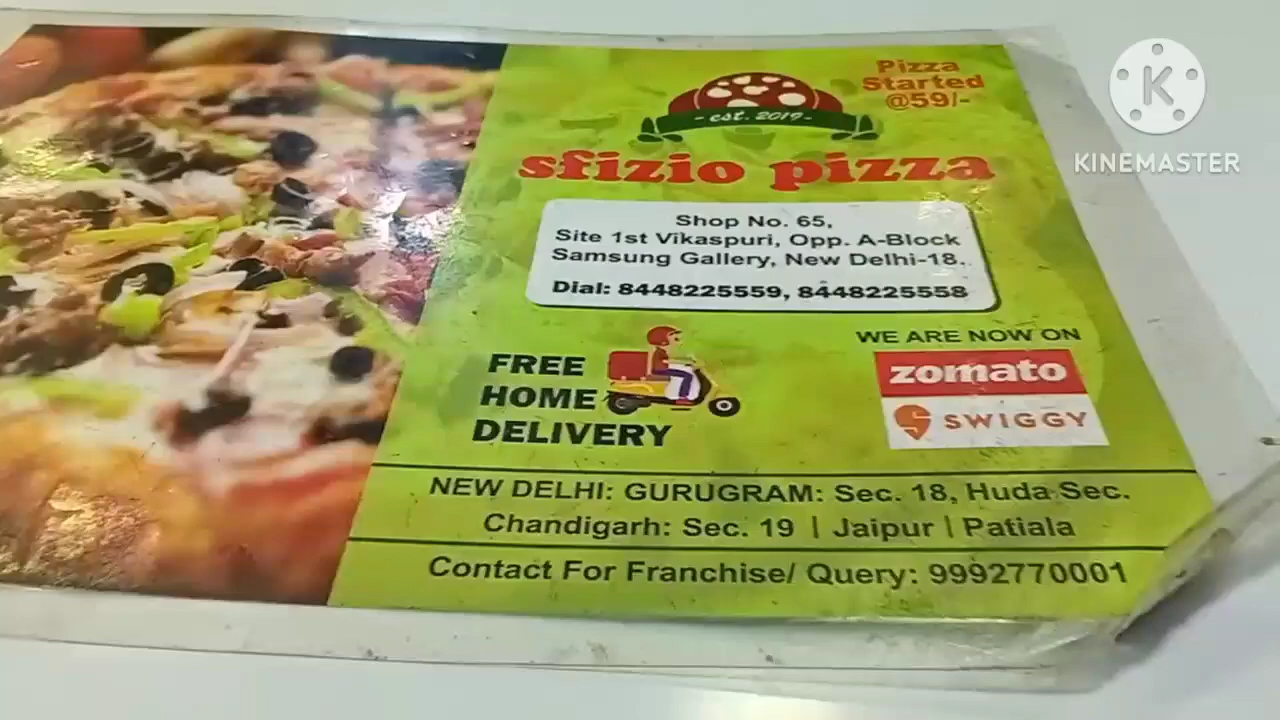 Pizza
Started
@59/-
- est. 2019-
sfizio pizza
Shop No. 65,
Site 1st Vikaspuri, Opp. A-Block
Samsung Gallery, New Delhi-18.
Dial: 8448225559, 8448225558
FREE
HOME
DELIVERY
WE ARE NOW ON
zomato
SWIGGY
NEW DELHI: GURUGRAM: Sec. 18, Huda Sec.
Chandigarh: Sec. 19 | Jaipur | Patiala
Contact For Franchise/ Query: 9992770001
K
KINEMASTER